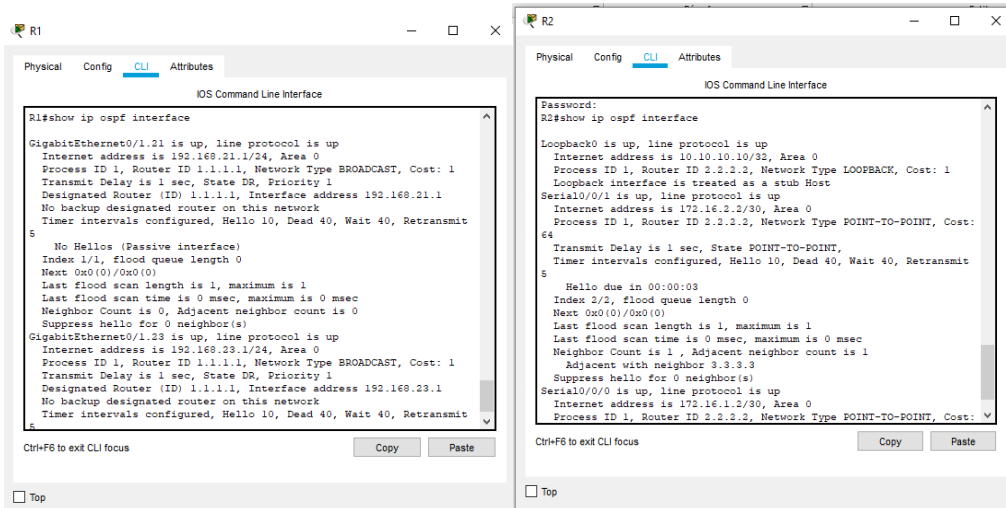 R1
Physical Config CLI Attributes
IOS Command Line Interface
R1#show ip ospf interface
GigabitEthernet0/1.21 is up, line protocol is up
Internet address is 192.168.21.1/24, Area 0
Process ID 1, Router ID 1.1.1.1, Network Type BROADCAST, Cost: 1
Transmit Delay is 1 sec, State DR, Priority 1
Designated Router (ID) 1.1.1.1, Interface address 192.168.21.1
No backup designated router on this network
Timer intervals configured, Hello 10, Dead 40, Wait 40, Retransmit
5
No Hellos (Passive interface)
Index 1/1, flood queue length 0
Next 0x0(0)/0x0(0)
Last flood scan length is 1, maximum is 1
Last flood scan time is 0 msec, maximum is 0 msec
Neighbor Count is 0, Adjacent neighbor count is 0
Suppress hello for 0 neighbor(s)
GigabitEthernet0/1.23 is up, line protocol is up
Internet address is 192.168.23.1/24, Area 0
Process ID 1, Router ID 1.1.1.1, Network Type BROADCAST, Cost: 1
Transmit Delay is 1 sec, State DR, Priority 1
Designated Router (ID) 1.1.1.1, Interface address 192.168.23.1
No backup designated router on this network
Timer intervals configured, Hello 10, Dead 40, Wait 40, Retransmit
5
Ctrl+F6 to exit CLI focus
Copy Paste
Top
R2
Physical Config CLI Attributes
IOS Command Line Interface
Password:
R2#show ip ospf interface
Loopback0 is up, line protocol is up
Internet address is 10.10.10.10/32, Area 0
Process ID 1, Router ID 2.2.2.2, Network Type LOOPBACK, Cost: 1
Loopback interface is treated as a stub Host
Serial0/0/1 is up, line protocol is up
Internet address is 172.16.2.2/30, Area 0
Process ID 1, Router ID 2.2.2.2, Network Type POINT-TO-POINT, Cost:
64
Transmit Delay is 1 sec, State POINT-TO-POINT,
Timer intervals configured, Hello 10, Dead 40, Wait 40, Retransmit
5
Hello due in 00:00:03
Index 2/2, flood queue length 0
Next 0x0(0)/0x0(0)
Last flood scan length is 1, maximum is 1
Last flood scan time is 0 msec, maximum is 0 msec
Neighbor Count is 1 , Adjacent neighbor count is 1
Adjacent with neighbor 3.3.3.3
Suppress hello for 0 neighbor(s)
Serial0/0/0 is up, line protocol is up
Internet address is 172.16.1.2/30, Area 0
Process ID 1, Router ID 2.2.2.2, Network Type POINT-TO-POINT, Cost:
Ctrl+F6 to exit CLI focus
Copy Paste
Top